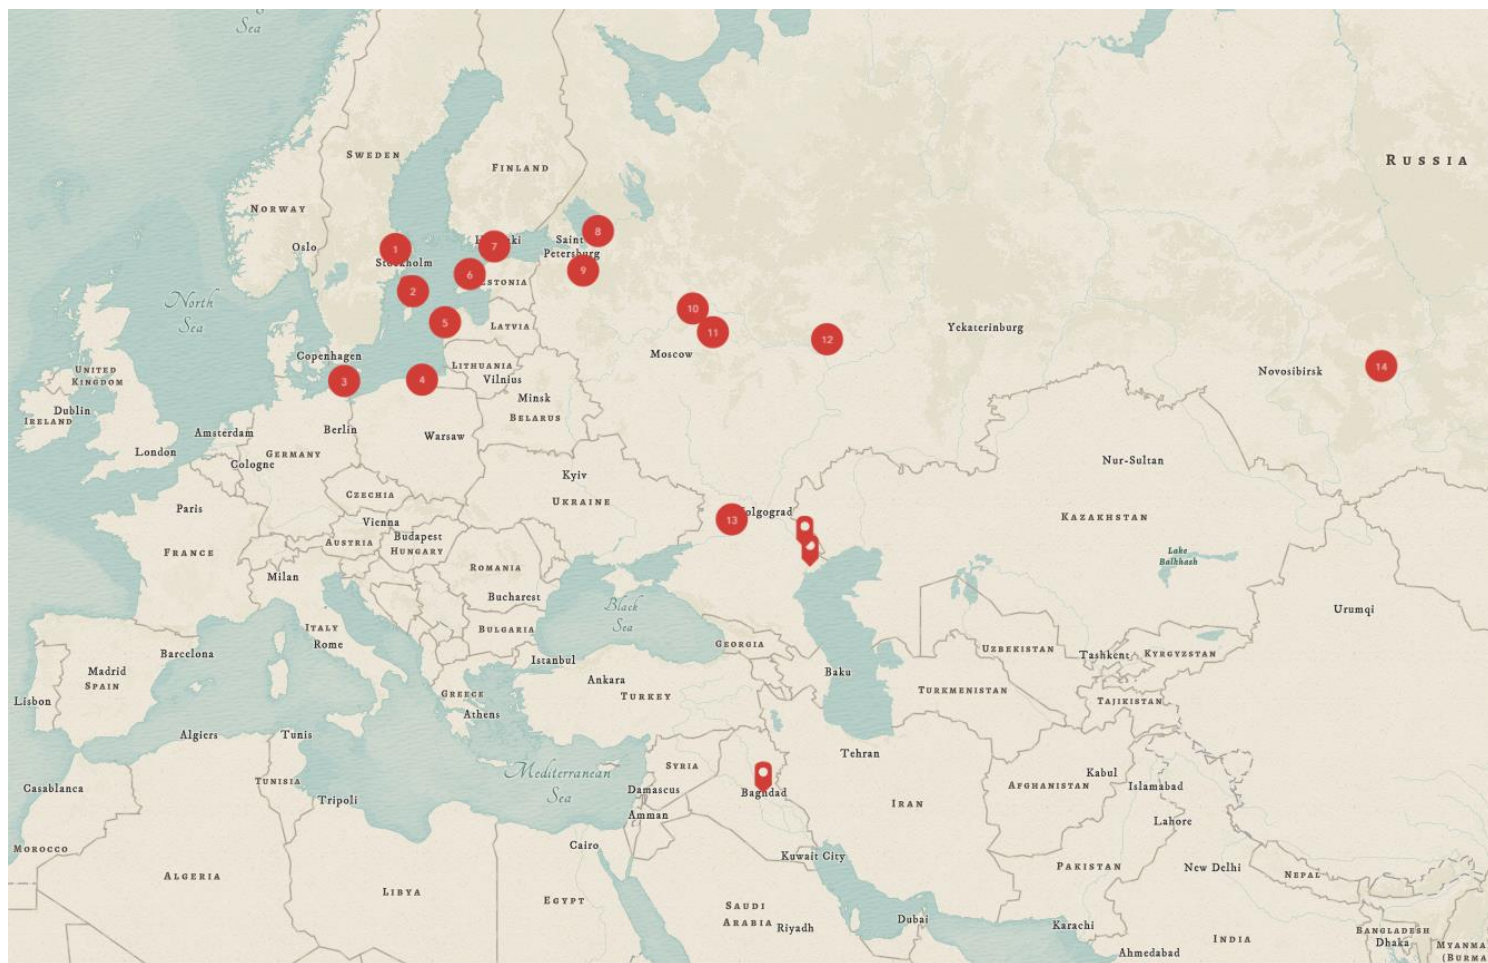 Sea
SWEDEN
FINLAND
RUSSIA
NORWAY
1
7
8
Oslo
Saint
Petersburg
6
9
ESTONIA
2
North
Sea
10
5
LATVIA
11
12
Yekaterinburg
Moscow
Copenhagen
LITHUANIA
14
Novosibirsk
UNITED
KINGDOM
3
4
Vilnius
Minsk
Dublin
IRELAND
BELARUS
Amsterdam
Berlin
Warsaw
London
GERMANY
Cologne
Nur-Sultan
Kyiv
CZECHIA
UKRAINE
Paris
13
Volgograd
KAZAKHSTAN
Vienna
AUSTRIA
Budapest
HUNGARY
FRANCE
Lake
Balkhash
ROMANIA
Milan
Bucharest
Black
Sea
Urumqi
ITALY
BULGARIA
Rome
GEORGIA
UZBEKISTAN
Tashkent
KYRGYZSTAN
Barcelona
Istanbul
Madrid
SPAIN
Ankara
TURKEY
Baku
TURKMENISTAN
TAJIKISTAN
Lisbon
GREECE
Athens
Algiers
Tunis
Tehran
SYRIA
Mediterranean
Sea
Kabul
AFGHANISTAN
Islamabad
Casablanca
TUNISIA
Tripoli
Damascus
Baghdad
IRAN
Amman
Lahore
MOROCCO
Cairo
Kuwait City
PAKISTAN
New Delhi
NEPAL
ALGERIA
LIBYA
EGYPT
SAUDI
ARABIA
Riyadh
Dubai
Karachi
INDIA
BANGLADESH
Dhaka
MYANMA
(BURMA
Ahmedabad